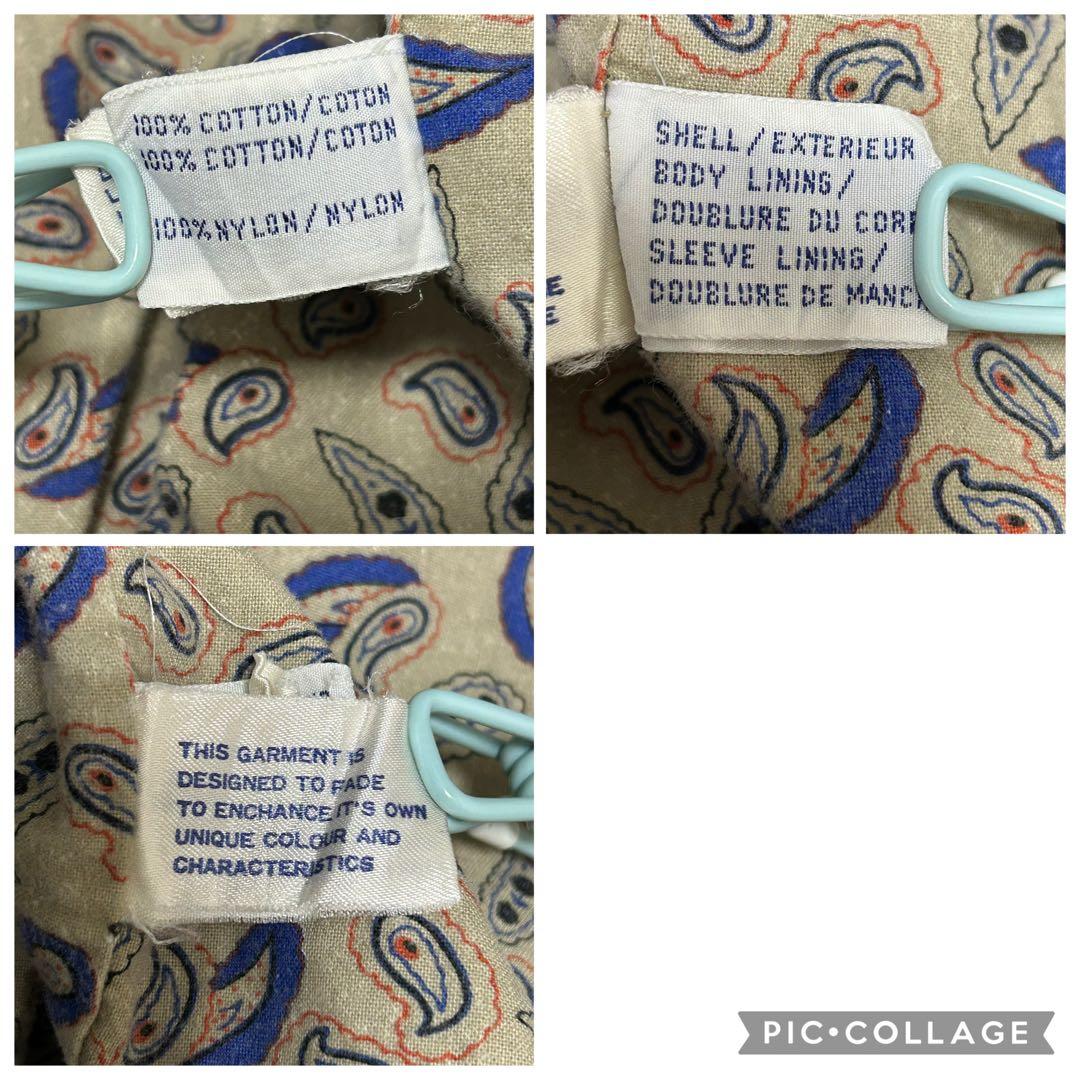 100% COTTON/COTON
100% COTTON/COTON
100% NYLON/NYLON
SHELL/EXTERIEUR
BODY LINING/
DOUBLURE DU CORP
SLEEVE LINING/
DOUBLURE DE MANC
E
E
THIS GARMENT IS
DESIGNED TO FADE
TO ENCHANCE IT'S OWN
UNIQUE COLOUR AND
CHARACTERISTICS
PIC•COLLAGE